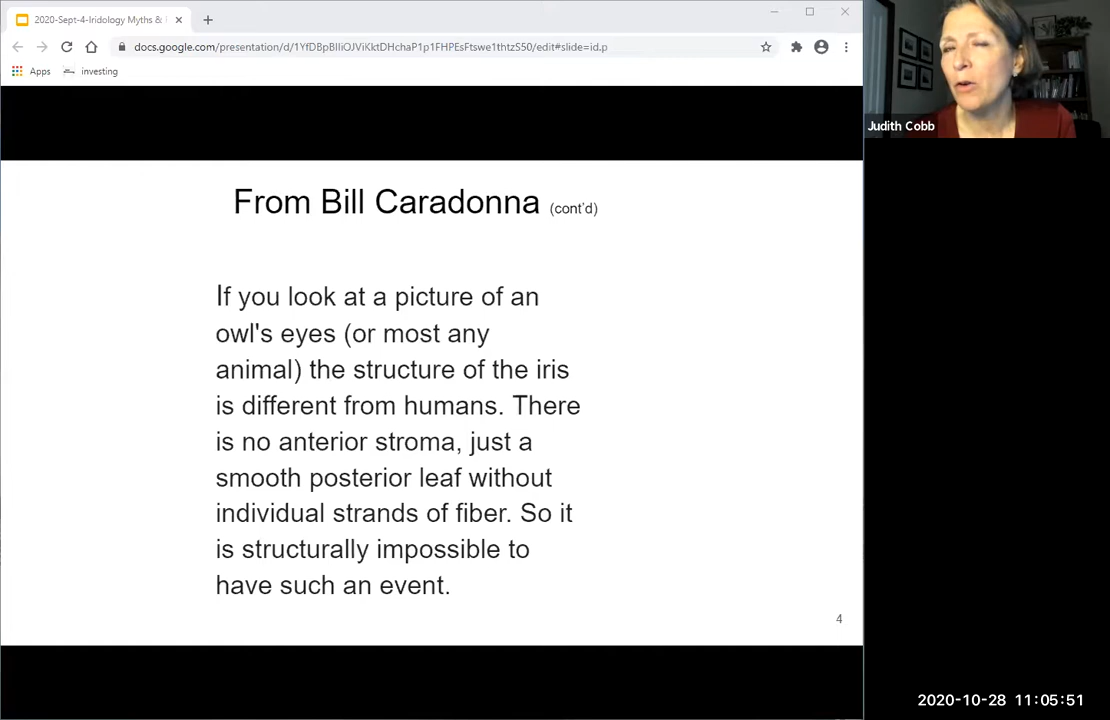 2020-Sept-4-Iridology Myths &
docs.google.com/presentation/d/1YfDBpBIIiOJViKktDHchaP1p1FHPEsFtswe1thtzS50/edit#slide=id.p
Apps investing
Judith Cobb
From Bill Caradonna (cont'd)
If you look at a picture of an
owl's eyes (or most any
animal) the structure of the iris
is different from humans. There
is no anterior stroma, just a
smooth posterior leaf without
individual strands of fiber. So it
is structurally impossible to
have such an event.
4
2020-10-28 11:05:51